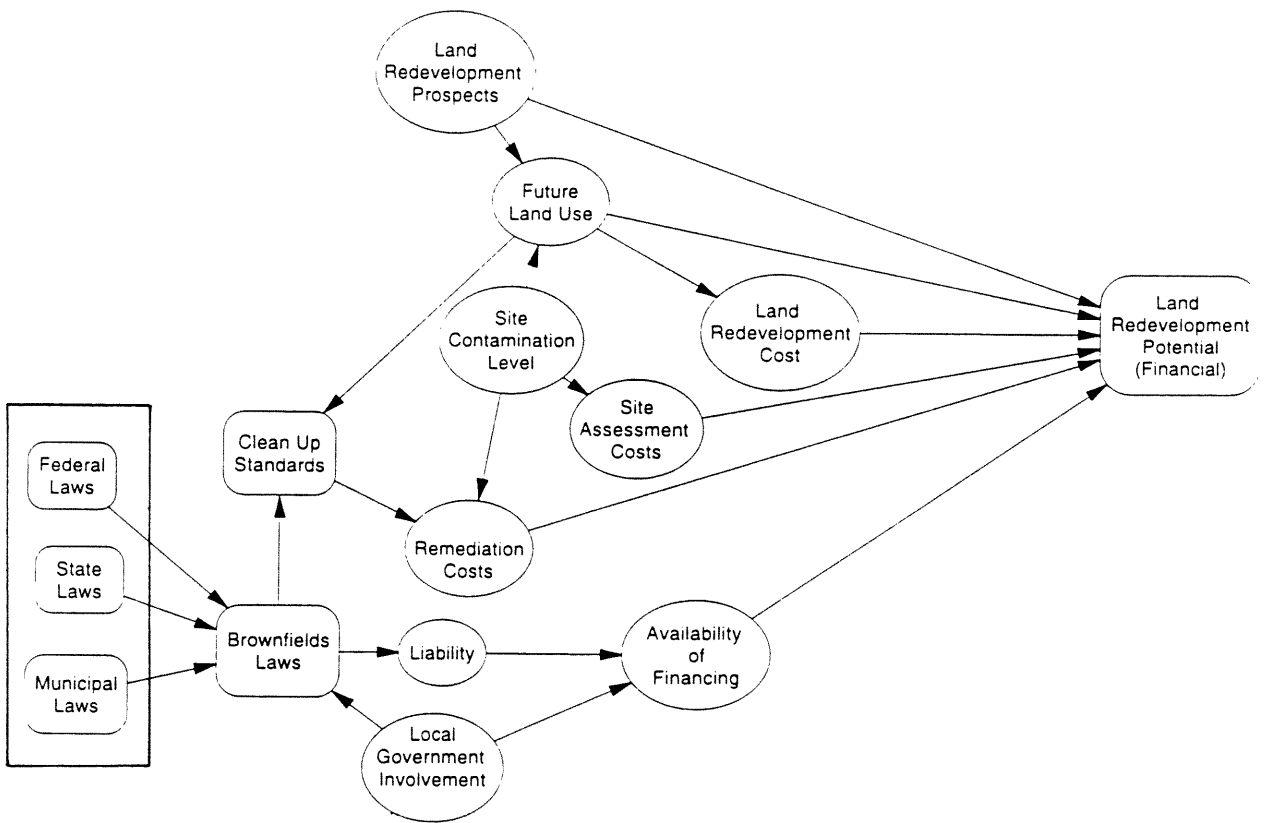 Land
Redevelopment
Prospects
Future
Land Use
Site
Contamination
Level
Land
Redevelopment
Cost
Land
Redevelopment
Potential
(Financial)
Site
Assessment
Costs
Clean Up
Standards
Federal
Laws
State
Laws
Municipal
Laws
Remediation
Costs
Brownfields
Laws
Liability
Availability
of
Financing
Local
Government
Involvement